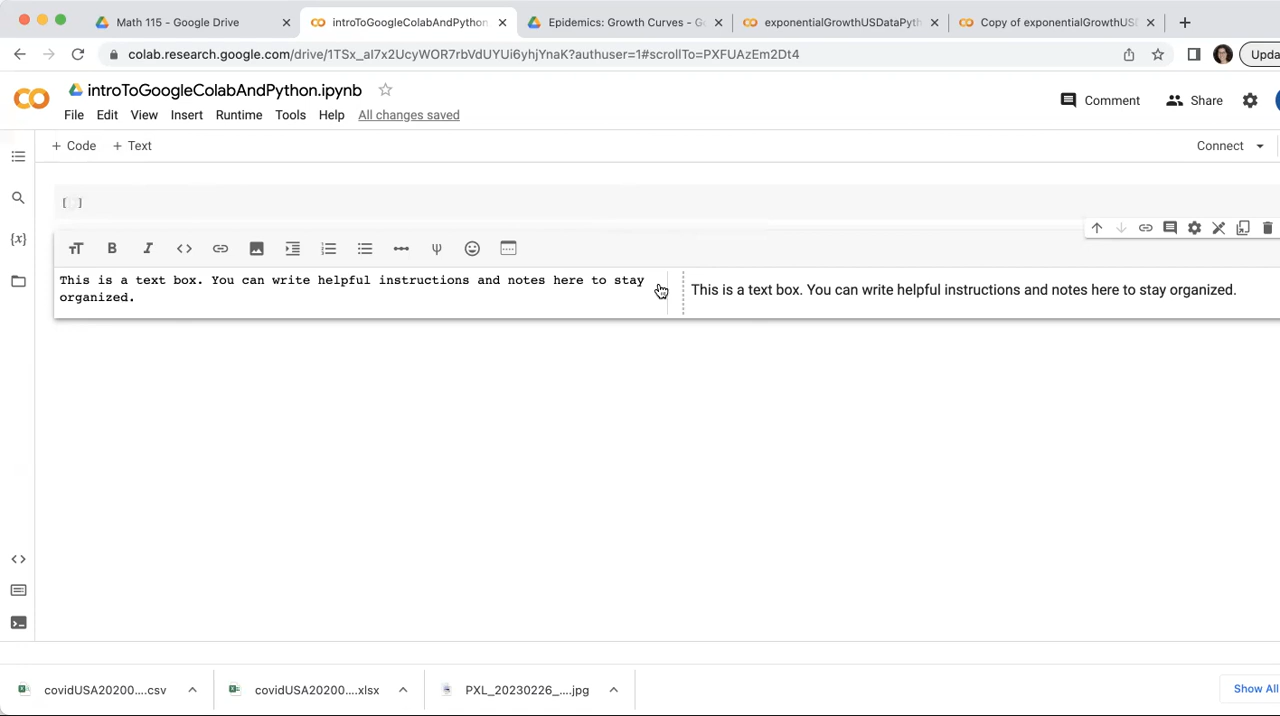 Math 115 - Google Drive
introToGoogleColabAndPython
Epidemics: Growth Curves - G
exponentialGrowthUSDataPyth
Copy of exponentialGrowthUS
colab.research.google.com/drive/1TSx_aI7x2UcyWOR7rbVdUYUi6yhjYnaK?authuser=1#scrollTo=PXFUAzEm2Dt4
Upda
introToGoogleColabAndPython.ipynb
Comment
Share
File Edit View Insert Runtime Tools Help All changes saved
+ Code + Text
Connect
[ ]
This is a text box. You can write helpful instructions and notes here to stay
organized.
This is a text box. You can write helpful instructions and notes here to stay organized.
covidUSA20200....csv
covidUSA20200....xlsx
PXL_20230226_....jpg
Show All